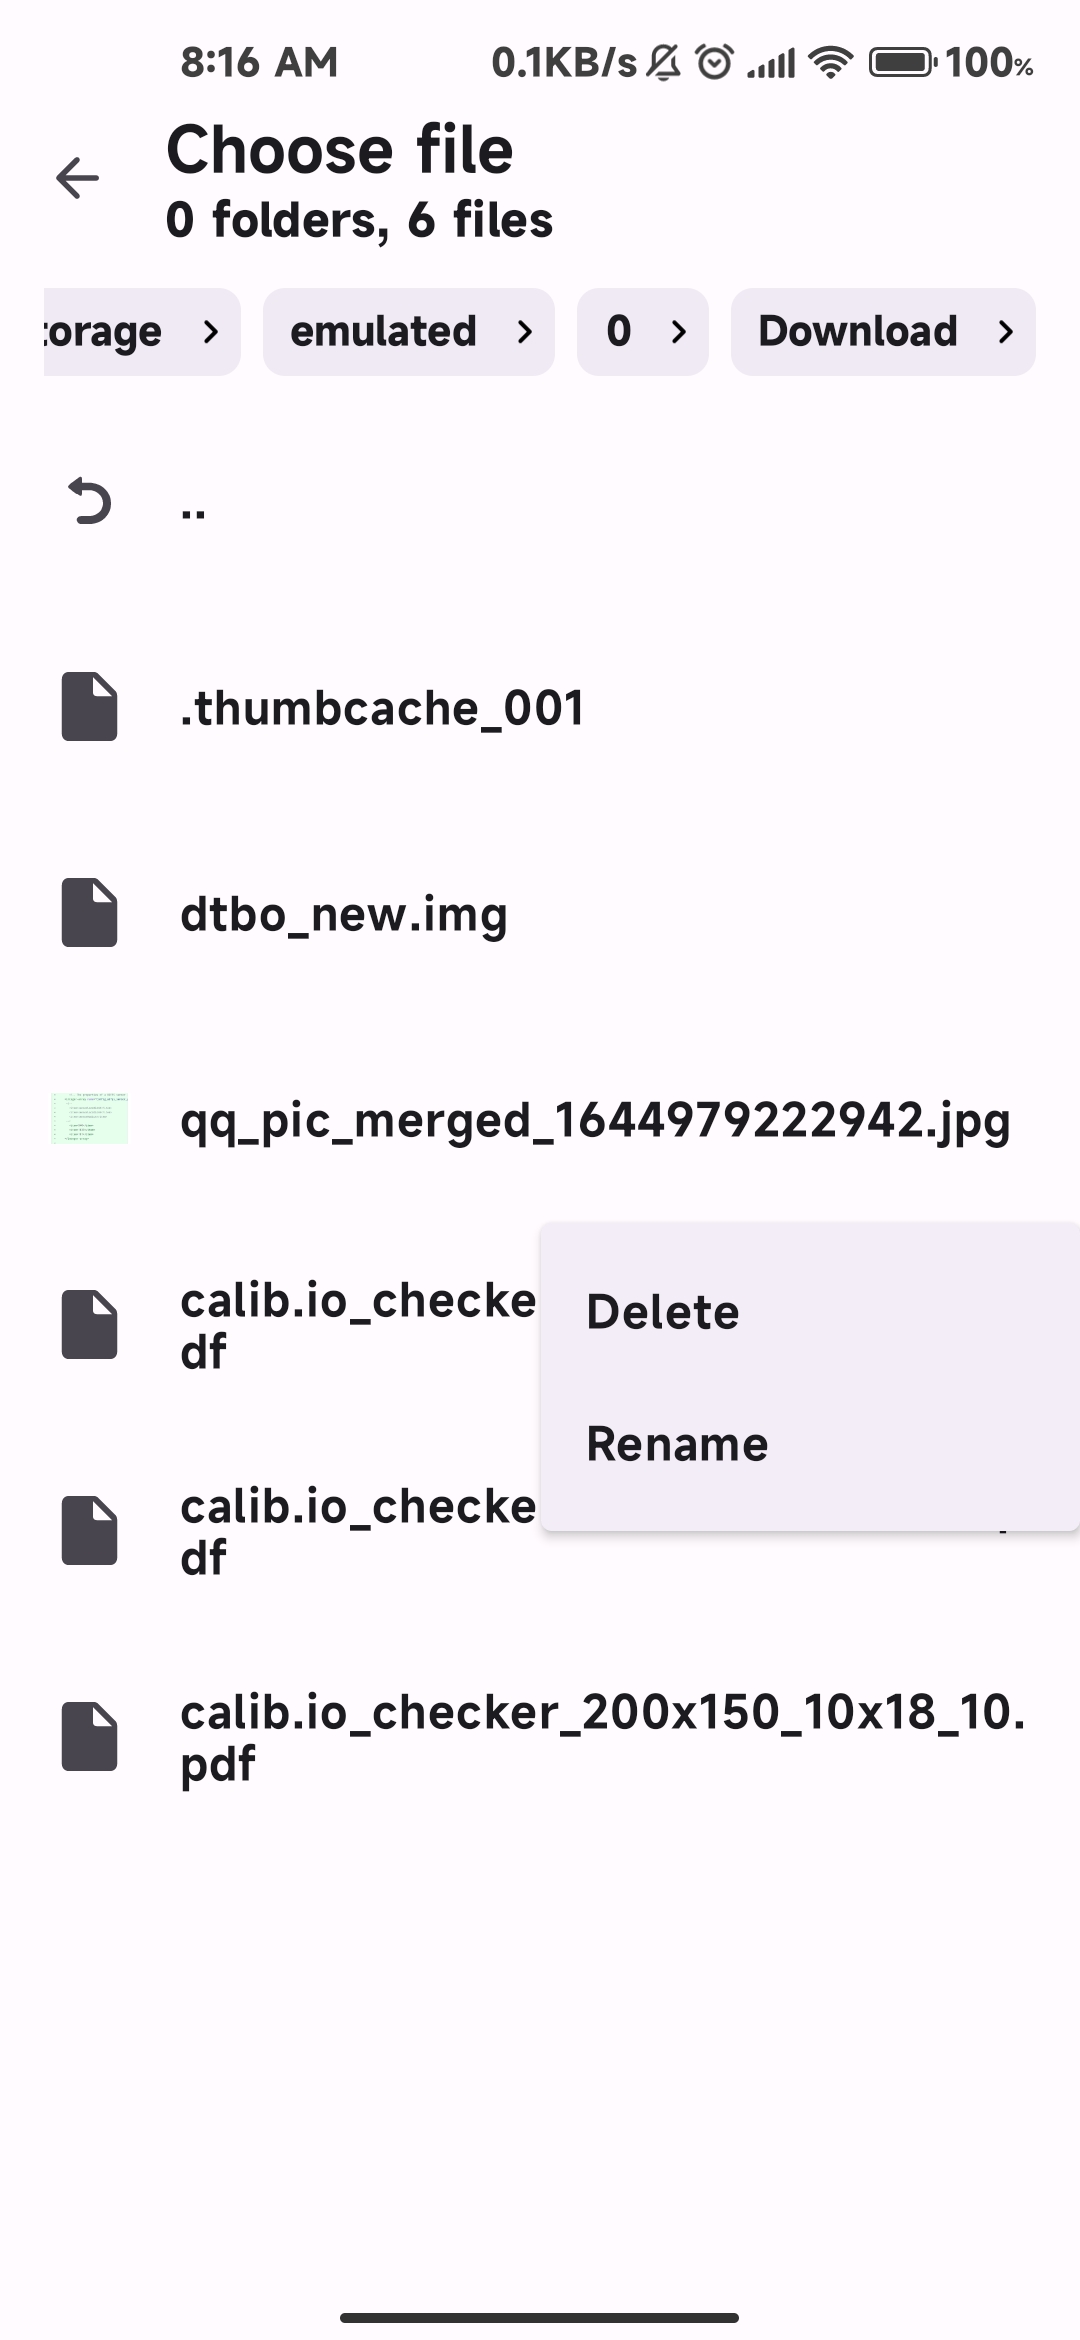 8:16 AM 0.1KB/s 100%
Choose file
0 folders, 6 files
emulated 0 Download
..
.thumbcache_001
dtbo_new.img
qq_pic_merged_1644979222942.jpg
calib.io_checke
df
Delete
Rename
calib.io_checke
df
calib.io_checker_200x150_10x18_10.
pdf